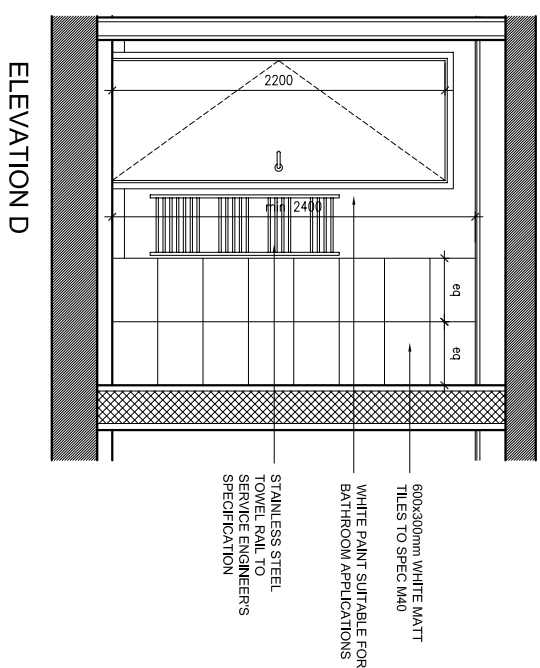 2200
min 2400
eq
eq
600x300mm WHITE MATT
TILES TO SPEC M40
WHITE PAINT SUITABLE FOR
BATHROOM APPLICATIONS
STAINLESS STEEL
TOWEL RAIL TO
SERVICE ENGINEER'S
SPECIFICATION
ELEVATION D